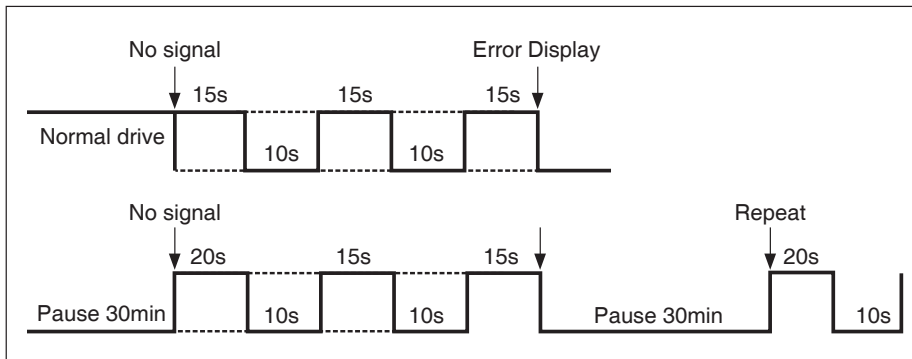 No signal Error Display
15s 15s 15s
Normal drive
10s 10s
No signal Repeat
20s 15s 15s 20s
Pause 30min 10s 10s Pause 30min 10s